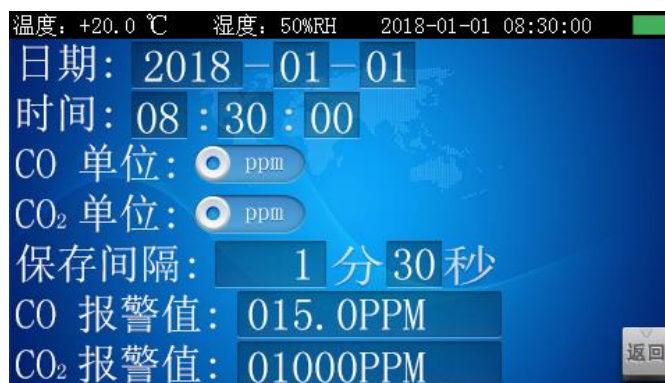 温度：+20.0 ℃ 湿度：50%RH 2018-01-01 08:30:00
日期：2018-01-01
时间：08:30:00
CO 单位：ppm
CO₂ 单位：ppm
保存间隔：1 分 30 秒
CO 报警值：015.0PPM
CO₂ 报警值：01000PPM
返回